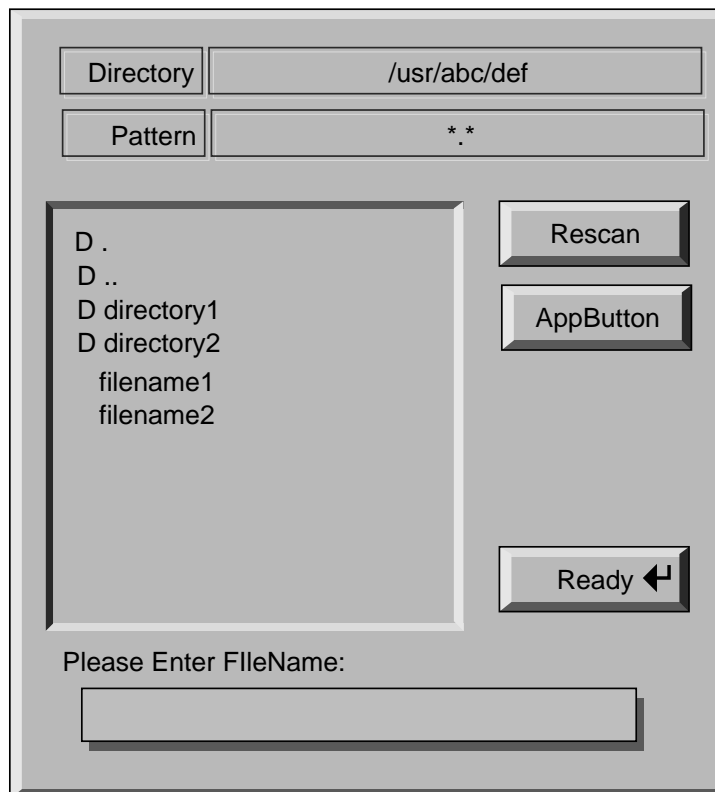 Directory /usr/abc/def
Pattern *.*
D .
D ..
D directory1
D directory2
filename1
filename2
Rescan
AppButton
Ready
Please Enter FIleName: